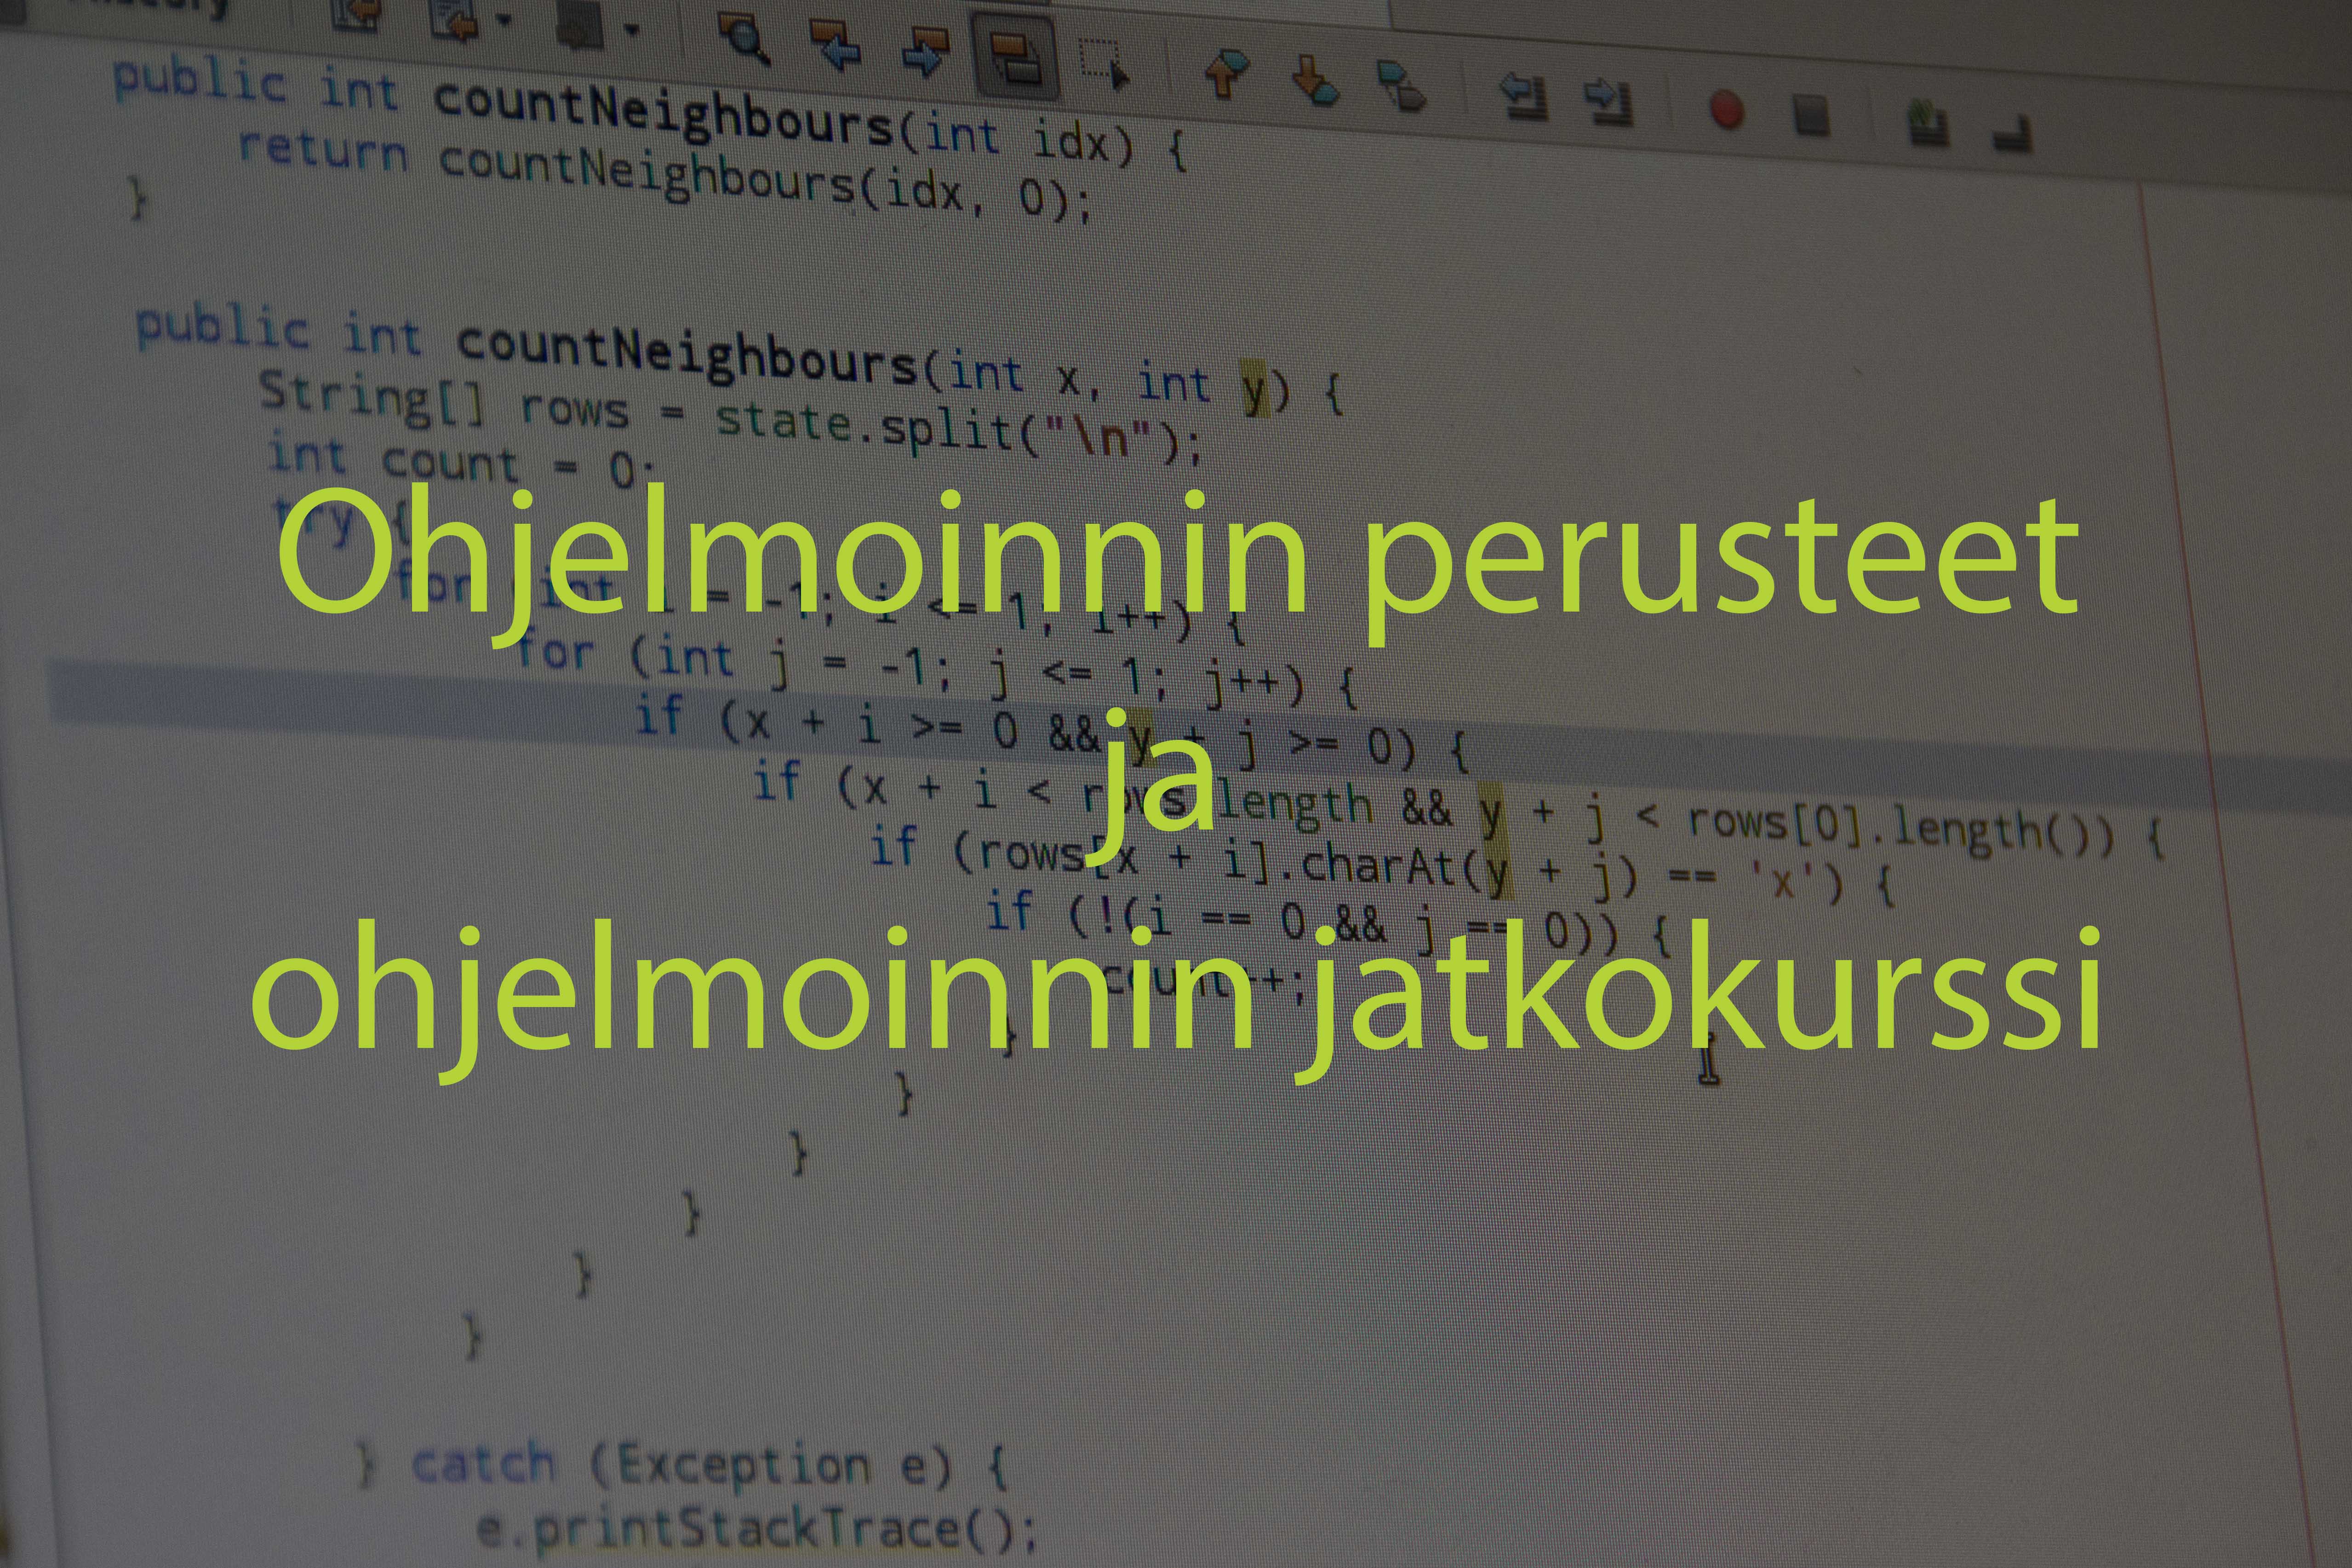 public int countNeighbours(int idx) {
return countNeighbours(idx, 0);
}
public int countNeighbours(int x, int y) {
String[] rows = state.split("\n");
int count = 0;
try {
Ohjelmoinnin perusteet
for (int i = -1; i <= 1; i++) {
for (int j = -1; j <= 1; j++) {
if (x + i >= 0 && y + j >= 0) {
ja
if (x + i < rows.length && y + j < rows[0].length()) {
if (rows[x + i].charAt(y + j) == 'x') {
if (!(i == 0 && j == 0)) {
ohjelmoinnin jatkokurssi
count++;
}
}
}
}
}
}
} catch (Exception e) {
e.printStackTrace();